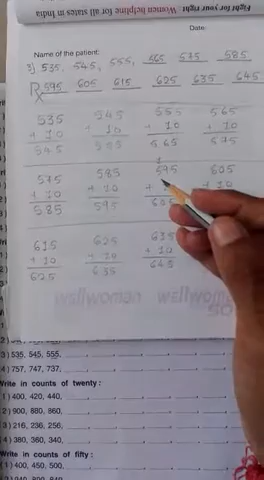 Fight for your right Women helpline for all states in India
Date:
Name of the patient:
3) 535, 545, 555, 565 575 585
595 605 615 625 635 645
535 545 555 565
+ 10 + 10 + 10 + 10
545 555 565 575
575 585 595 605
+ 10 + 10 + + 10
585 595 605
615 625 635
+ 10 + 10 + 10
625 635 645
wallywoman wallywoman
3) 535, 545, 555,
4) 757, 747, 737,
Write in counts of twenty:
1) 400, 420, 440,
2) 900, 880, 860,
3) 216, 236, 256,
4) 380, 360, 340,
Write in counts of fifty:
1) 400, 450, 500,